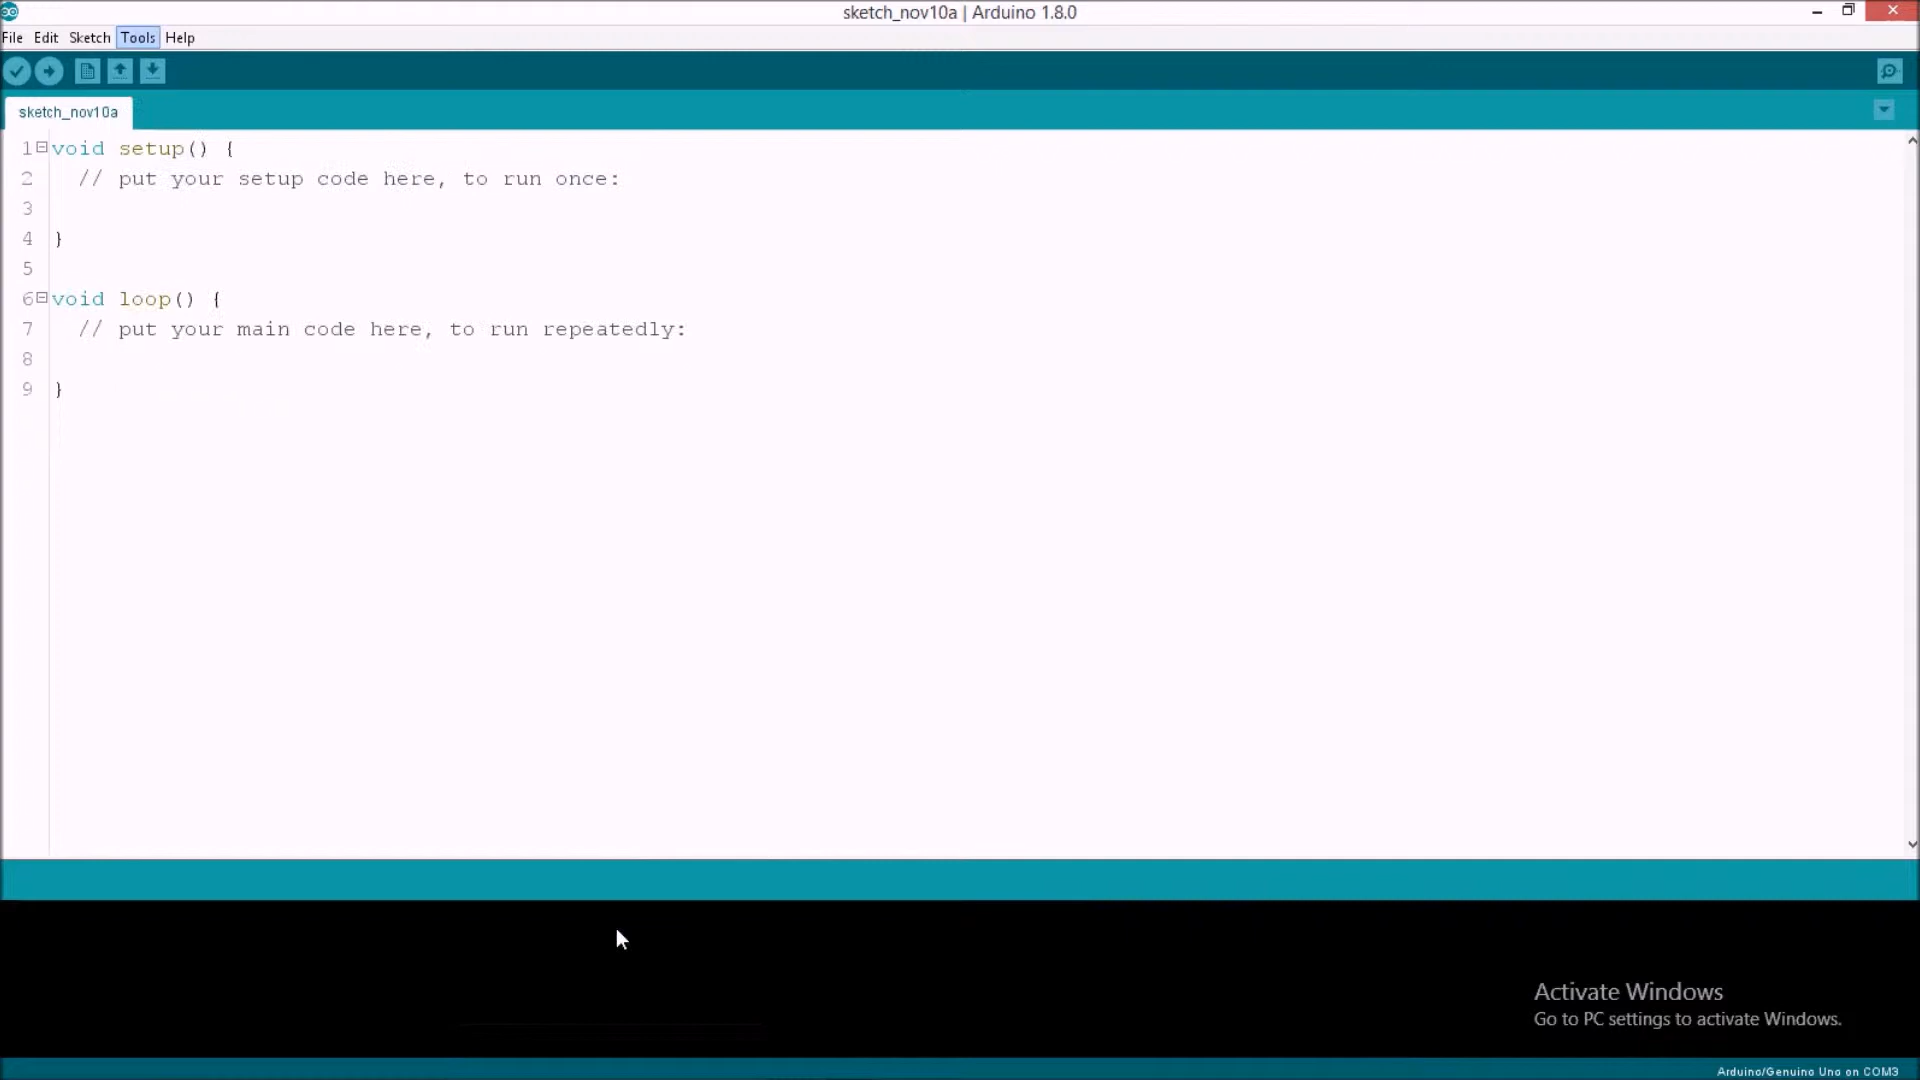 sketch_nov10a | Arduino 1.8.0
File Edit Sketch Tools Help
sketch_nov10a
1 void setup() {
2 // put your setup code here, to run once:
3
4 }
5
6 void loop() {
7 // put your main code here, to run repeatedly:
8
9 }
Activate Windows
Go to PC settings to activate Windows.
Arduino/Genuino Uno on COM3